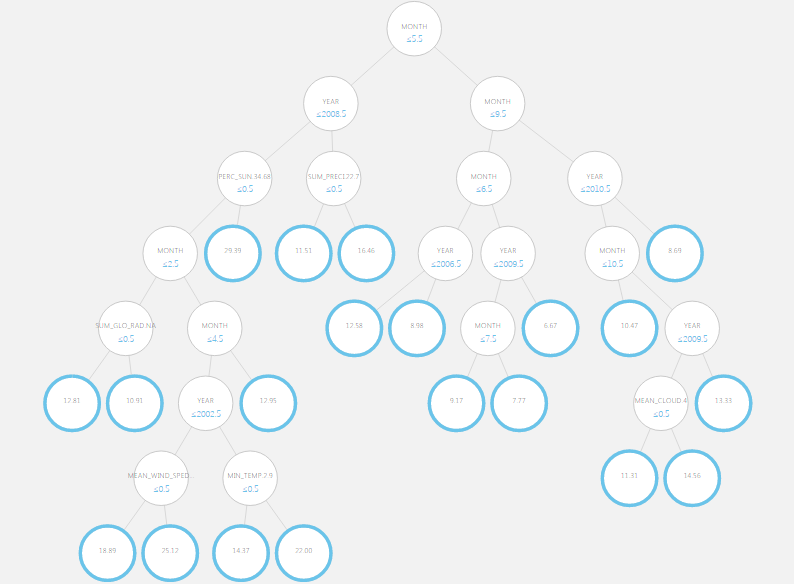 MONTH
≤5.5
YEAR
≤2008.5
MONTH
≤9.5
PERC_SUN.34.68
≤0.5
SUM_PRECI27.7
≤0.5
MONTH
≤6.5
YEAR
≤2010.5
MONTH
≤2.5
29.39
11.51
16.46
YEAR
≤2006.5
YEAR
≤2009.5
MONTH
≤10.5
8.69
SUM_GLO_RAD.NA
≤0.5
MONTH
≤4.5
12.58
8.98
MONTH
≤7.5
6.67
10.47
YEAR
≤2009.5
12.81
10.91
YEAR
≤2002.5
12.95
9.17
7.77
MEAN_CLOUD.4
≤0.5
13.33
MEAN_WIND_SPED...
≤0.5
MIN_TEMP.2.9
≤0.5
11.31
14.56
18.89
25.12
14.37
22.00